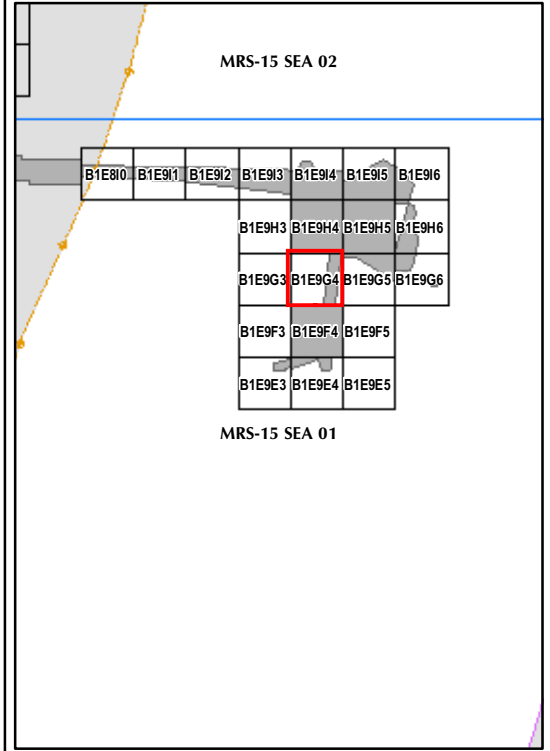 MRS-15 SEA 02
B1E8I0 B1E9I1 B1E9I2 B1E9I3 B1E9I4 B1E9I5 B1E9I6
B1E9H3 B1E9H4 B1E9H5 B1E9H6
B1E9G3 B1E9G4 B1E9G5 B1E9G6
B1E9F3 B1E9F4 B1E9F5
B1E9E3 B1E9E4 B1E9E5
MRS-15 SEA 01